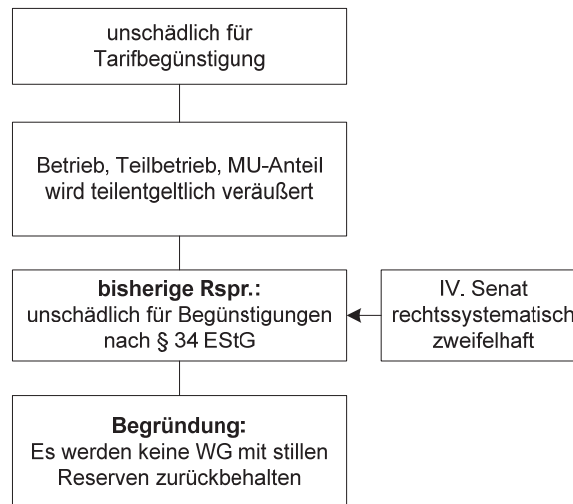 unschädlich für
Tarifbegünstigung
Betrieb, Teilbetrieb, MU-Anteil
wird teilentgeltlich veräußert
bisherige Rspr.:
unschädlich für Begünstigungen
nach § 34 EStG
IV. Senat
rechtssystematisch
zweifelhaft
Begründung:
Es werden keine WG mit stillen
Reserven zurückbehalten